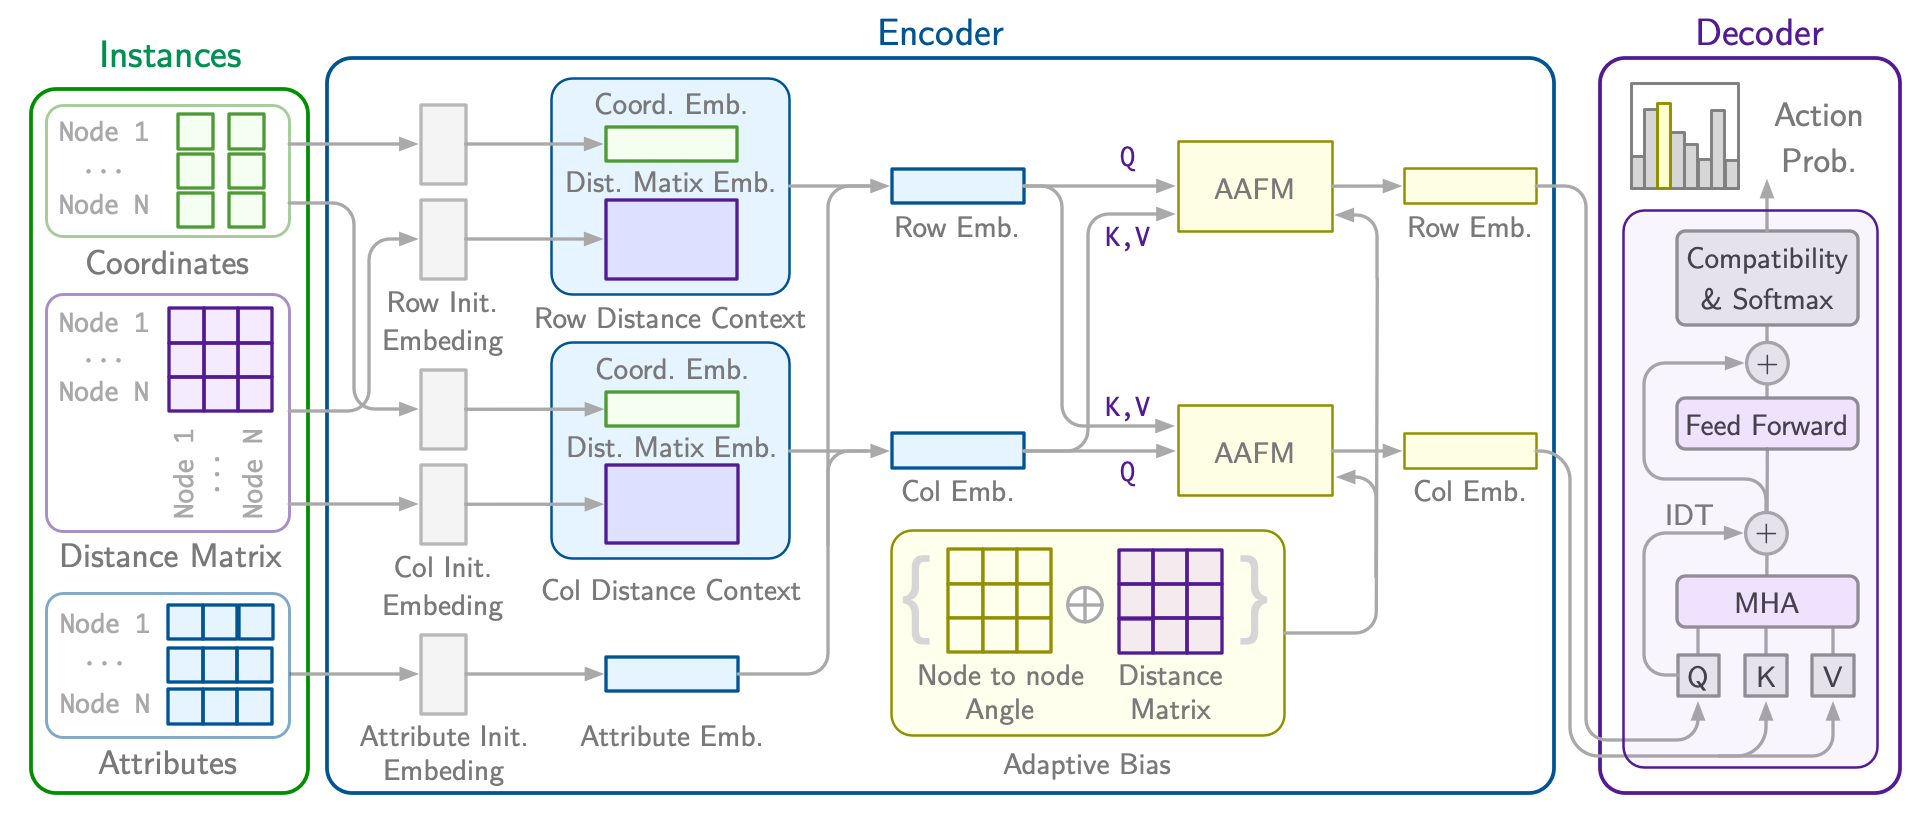 Instances
Node 1
...
Node N
Coordinates
Node 1
...
Node N
Node 1
...
Node N
Distance Matrix
Node 1
...
Node N
Attributes
Encoder
Row Init.
Embeding
Col Init.
Embeding
Attribute Init.
Embeding
Coord. Emb.
Dist. Matix Emb.
Row Distance Context
Coord. Emb.
Dist. Matix Emb.
Col Distance Context
Attribute Emb.
Row Emb.
Col Emb.
Q
K,V
AAFM
K,V
Q
AAFM
Row Emb.
Col Emb.
{ ⊕ }
Node to node
Angle
Distance
Matrix
Adaptive Bias
Decoder
Action
Prob.
Compatibility
& Softmax
+
Feed Forward
IDT
+
MHA
Q K V